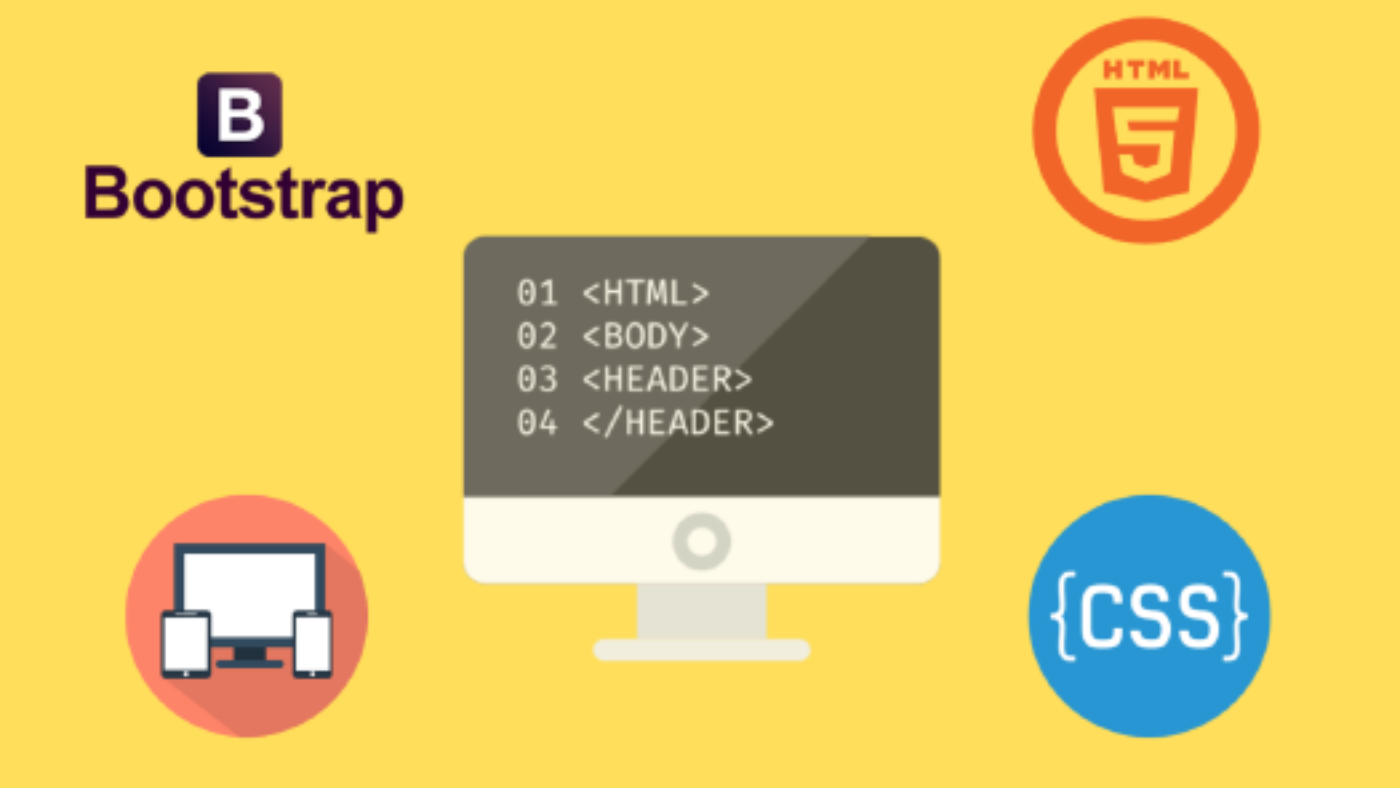 B
Bootstrap
HTML
5
01 <HTML>
02 <BODY>
03 <HEADER>
04 </HEADER>
{CSS}